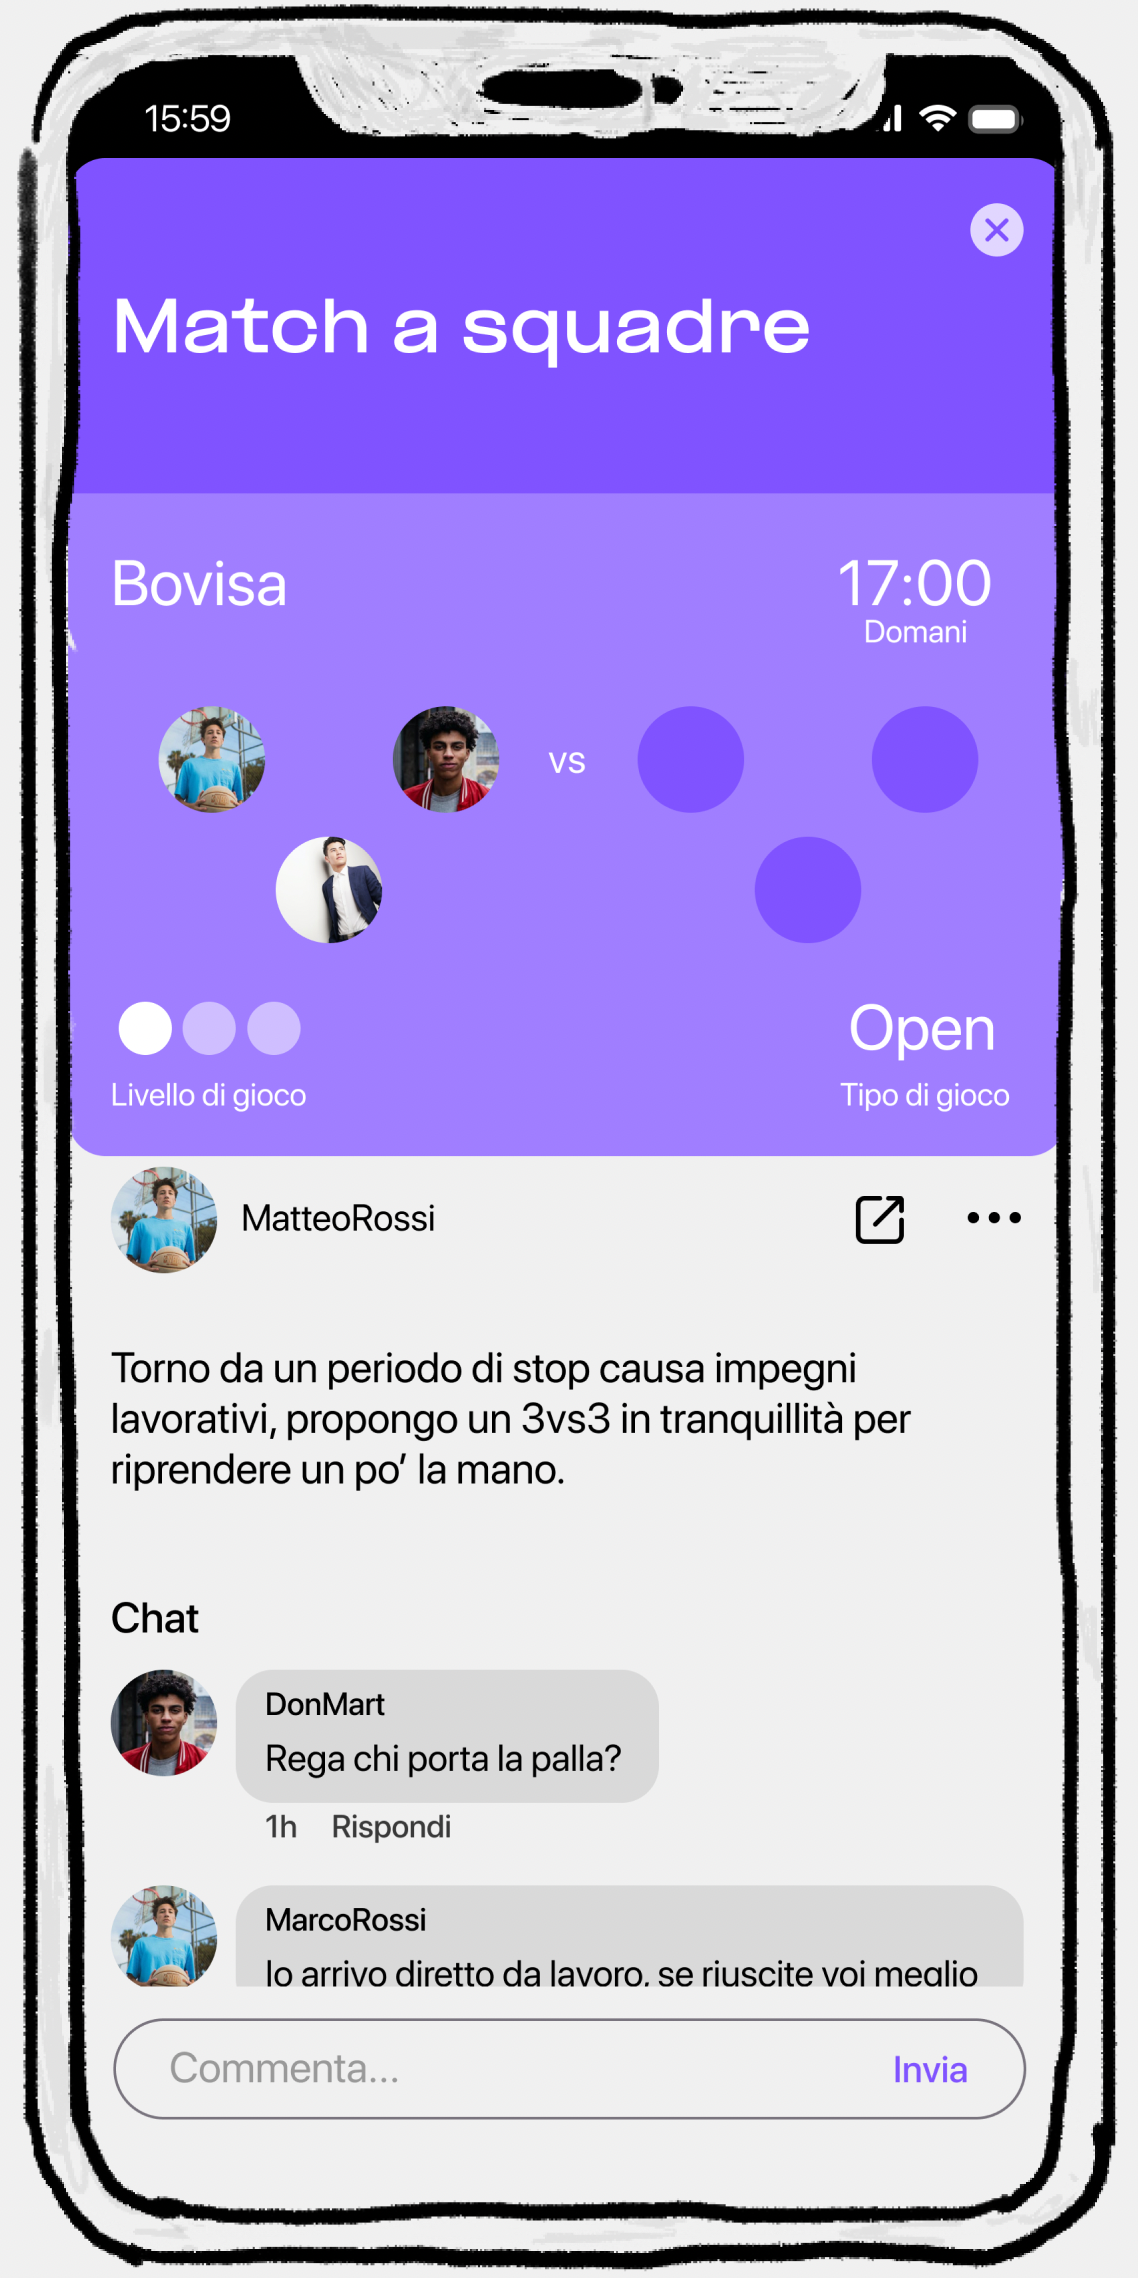 15:59
Match a squadre
Bovisa
17:00
Domani
vs
Open
Livello di gioco
Tipo di gioco
MatteoRossi
Torno da un periodo di stop causa impegni
lavorativi, propongo un 3vs3 in tranquillità per
riprendere un po’ la mano.
Chat
DonMart
Rega chi porta la palla?
1h Rispondi
MarcoRossi
Io arrivo diretto da lavoro, se riuscite voi meglio
Commenta...
Invia